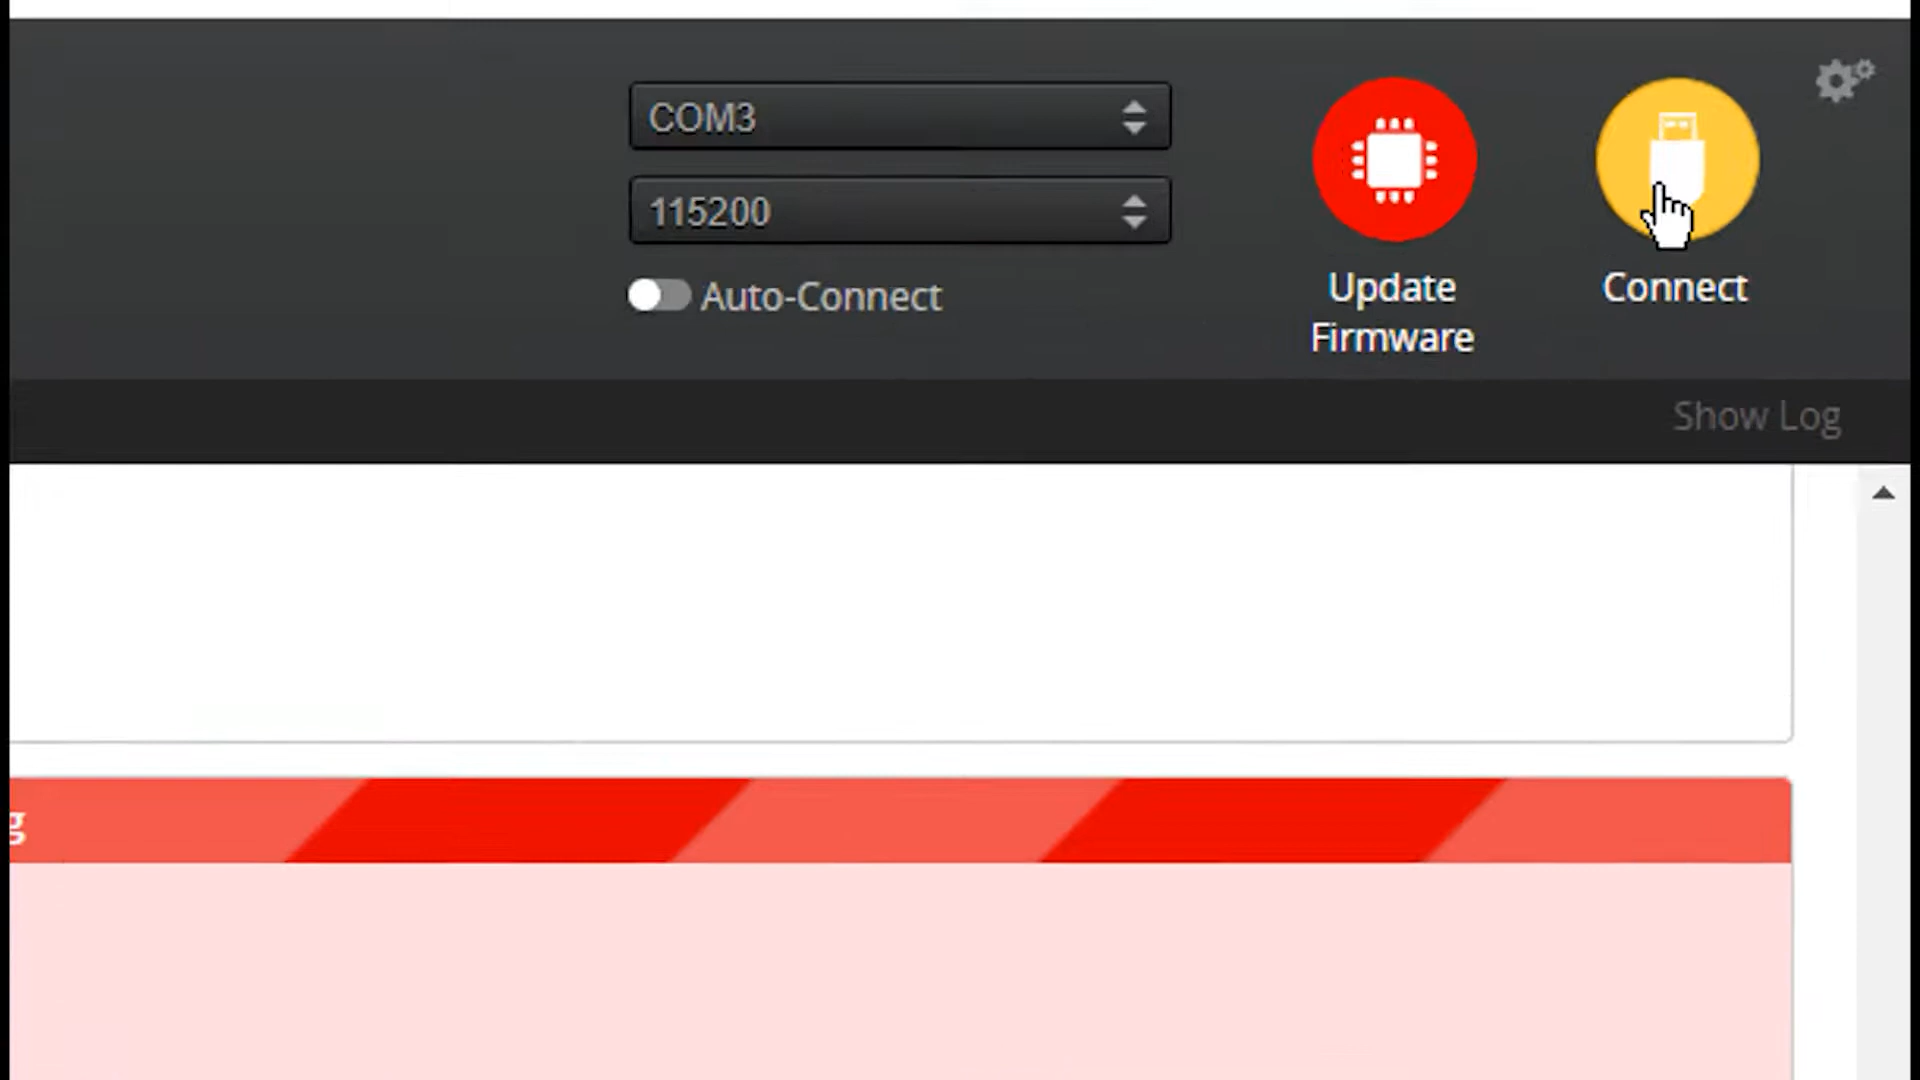 COM3
115200
Auto-Connect
Update
Firmware
Connect
Show Log
g